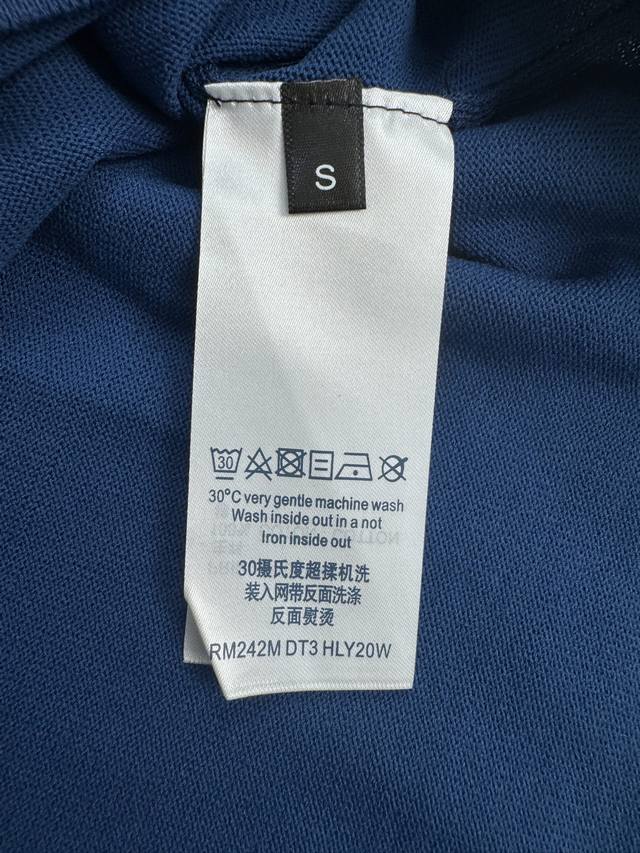 S
30
30°C very gentle machine wash
Wash inside out in a not
Iron inside out
30摄氏度超揉机洗
装入网带反面洗涤
反面熨烫
RM242M DT3 HLY20W